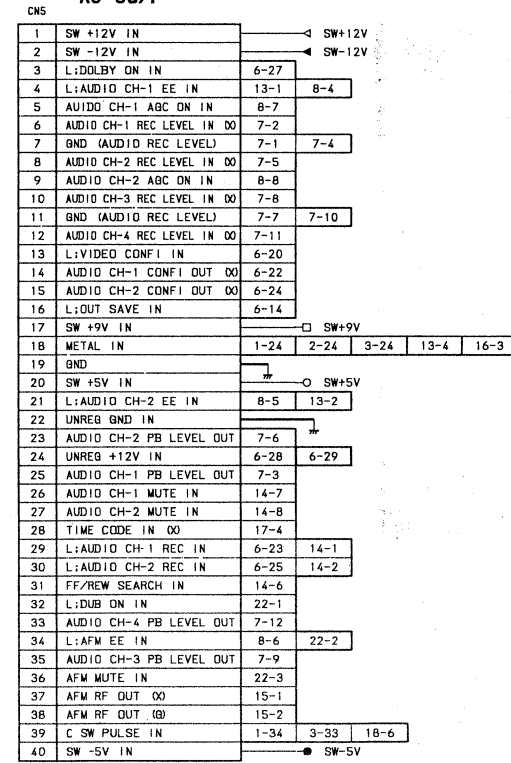 CN5
1 SW +12V IN SW+12V
2 SW -12V IN SW-12V
3 L;DOLBY ON IN 6-27
4 L;AUDIO CH-1 EE IN 13-1 8-4
5 AUIDO CH-1 AGC ON IN 8-7
6 AUDIO CH-1 REC LEVEL IN (X) 7-2
7 GND (AUDIO REC LEVEL) 7-1 7-4
8 AUDIO CH-2 REC LEVEL IN (X) 7-5
9 AUDIO CH-2 AGC ON IN 8-8
10 AUDIO CH-3 REC LEVEL IN (X) 7-8
11 GND (AUDIO REC LEVEL) 7-7 7-10
12 AUDIO CH-4 REC LEVEL IN (X) 7-11
13 L;VIDEO CONFI IN 6-20
14 AUDIO CH-1 CONFI OUT (X) 6-22
15 AUDIO CH-2 CONFI OUT (X) 6-24
16 L;OUT SAVE IN 6-14
17 SW +9V IN SW+9V
18 METAL IN 1-24 2-24 3-24 13-4 16-3
19 GND
20 SW +5V IN SW+5V
21 L;AUDIO CH-2 EE IN 8-5 13-2
22 UNREG GND IN
23 AUDIO CH-2 PB LEVEL OUT 7-6
24 UNREG +12V IN 6-28 6-29
25 AUDIO CH-1 PB LEVEL OUT 7-3
26 AUDIO CH-1 MUTE IN 14-7
27 AUDIO CH-2 MUTE IN 14-8
28 TIME CODE IN (X) 17-4
29 L;AUDIO CH-1 REC IN 6-23 14-1
30 L;AUDIO CH-2 REC IN 6-25 14-2
31 FF/REW SEARCH IN 14-6
32 L;DUB ON IN 22-1
33 AUDIO CH-4 PB LEVEL OUT 7-12
34 L;AFM EE IN 8-6 22-2
35 AUDIO CH-3 PB LEVEL OUT 7-9
36 AFM MUTE IN 22-3
37 AFM RF OUT (X) 15-1
38 AFM RF OUT (G) 15-2
39 C SW PULSE IN 1-34 3-33 18-6
40 SW -5V IN SW-5V